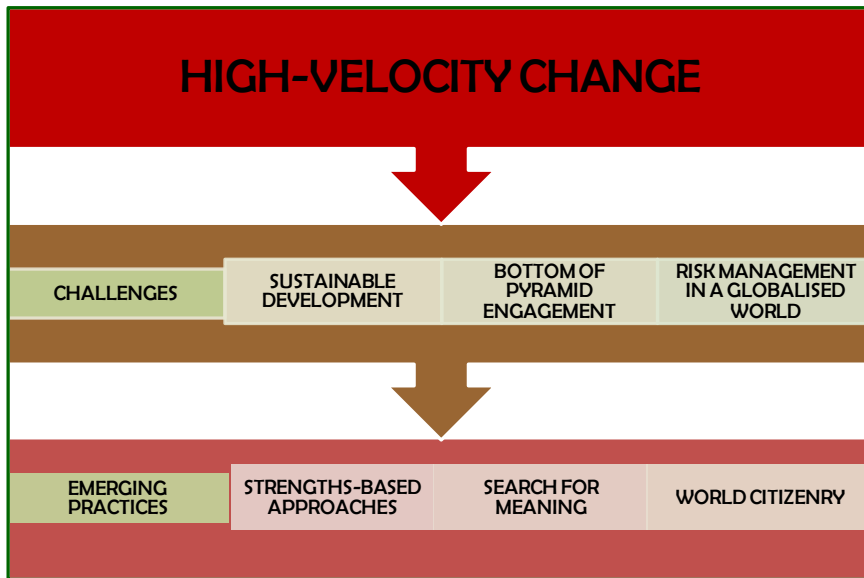 HIGH-VELOCITY CHANGE
CHALLENGES
SUSTAINABLE
DEVELOPMENT
BOTTOM OF
PYRAMID
ENGAGEMENT
RISK MANAGEMENT
IN A GLOBALISED
WORLD
EMERGING
PRACTICES
STRENGTHS-BASED
APPROACHES
SEARCH FOR
MEANING
WORLD CITIZENRY